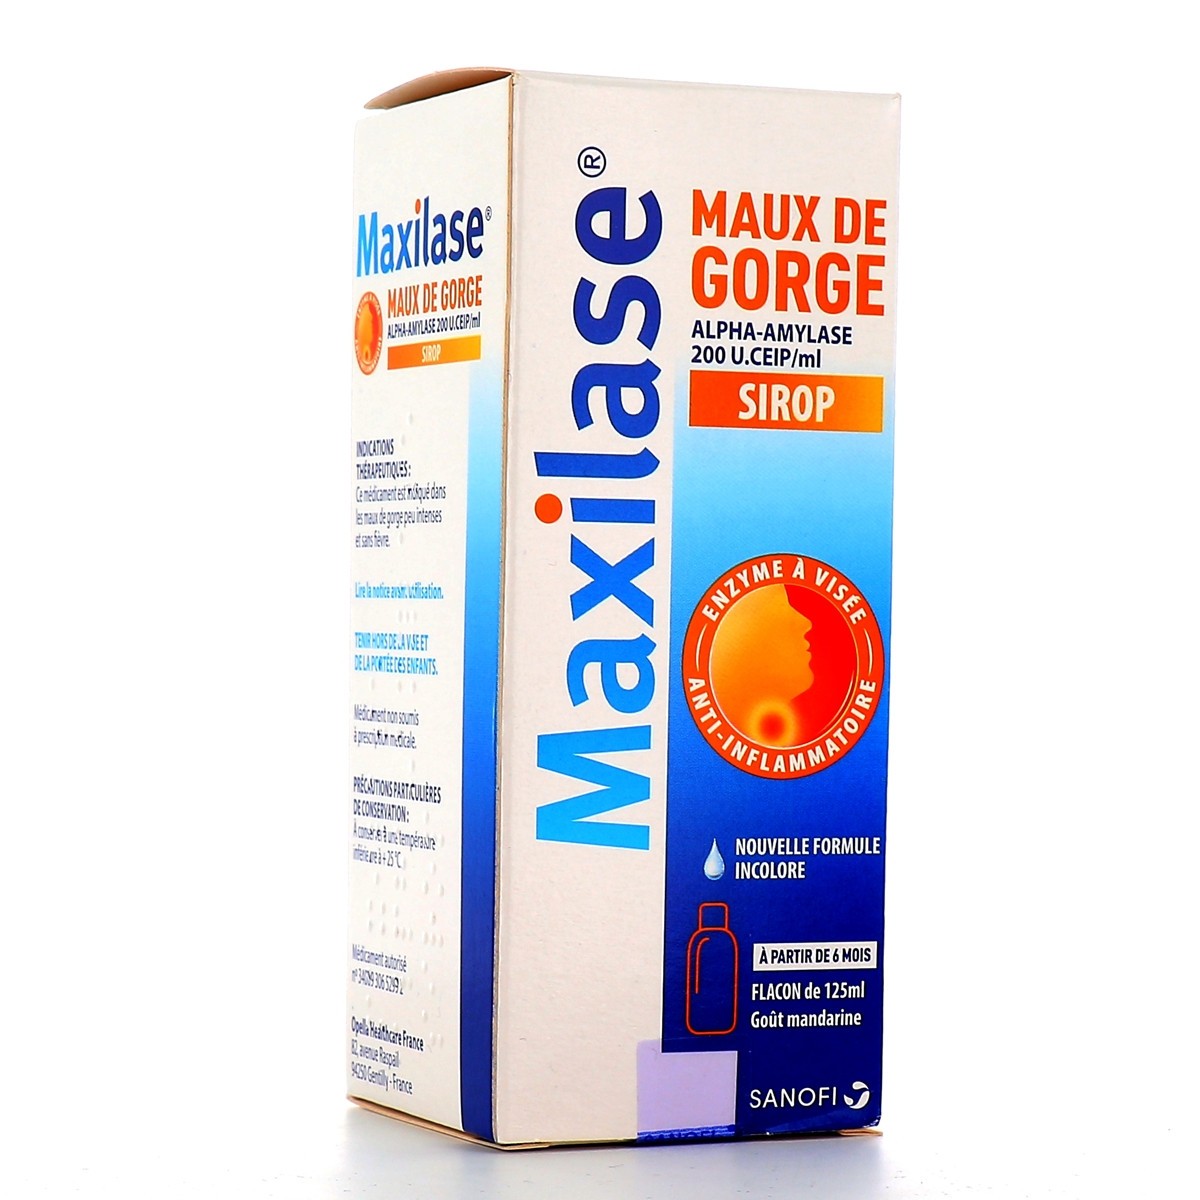 Maxilase®
MAUX DE GORGE
ALPHA-AMYLASE 200 U.CEIP/ml
SIROP
INDICATIONS
THÉRAPEUTIQUES :
Ce médicament est indiqué dans
les maux de gorge peu intenses
et sans fièvre.
Lire la notice avant utilisation.
TENIR HORS DE LA VUE ET
DE LA PORTÉE DES ENFANTS.
Médicament non soumis
à prescription médicale.
PRÉCAUTIONS PARTICULIÈRES
DE CONSERVATION :
À conserver à une température
inférieure à + 25°C.
Médicament autorisé
n° 34009 306 5299 2
Opella Healthcare France
82, avenue Raspail
94250 Gentilly - France
Maxilase®
MAUX DE
GORGE
ALPHA-AMYLASE
200 U.CEIP/ml
SIROP
ENZYME À VISÉE
ANTI-INFLAMMATOIRE
NOUVELLE FORMULE
INCOLORE
À PARTIR DE 6 MOIS
FLACON de 125ml
Goût mandarine
SANOFI